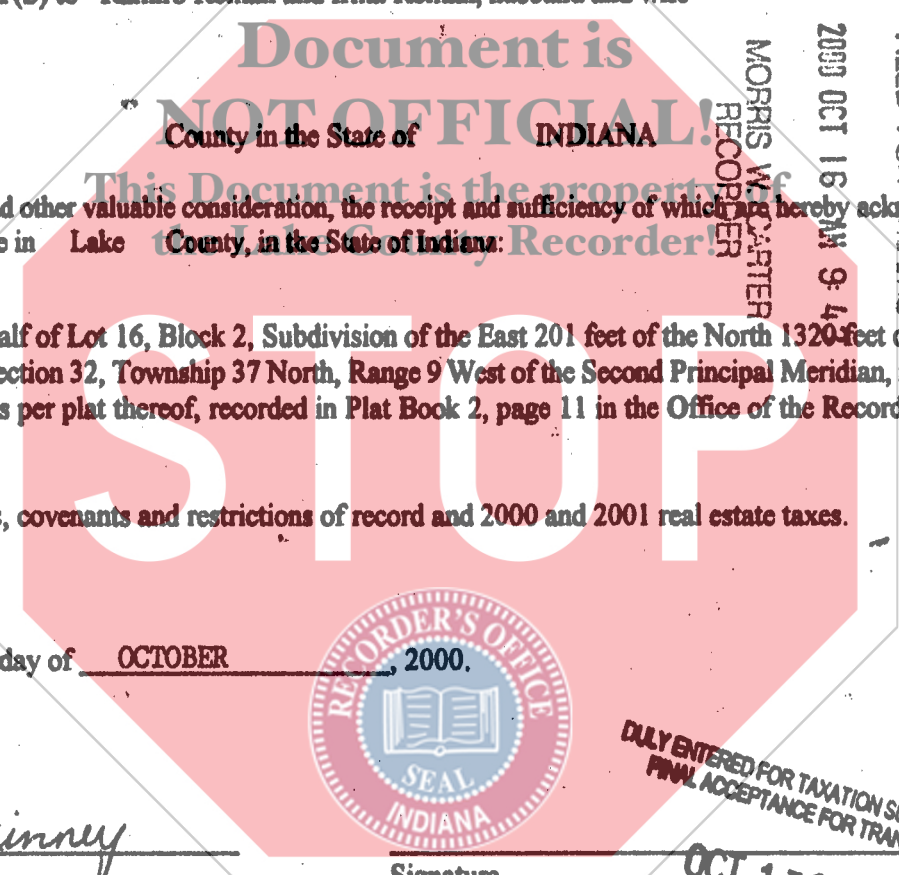 Document is
NOT OFFICIAL!
County in the State of INDIANA
This Document is the property of
the Lake County Recorder!
d other valuable consideration, the receipt and sufficiency of which are hereby ackn
e in Lake County, in the State of Indiana:
2000 OCT 16 AM 9: 4
MORRIS W. CARTER
RECORDER
alf of Lot 16, Block 2, Subdivision of the East 201 feet of the North 1320 feet o
ection 32, Township 37 North, Range 9 West of the Second Principal Meridian,
s per plat thereof, recorded in Plat Book 2, page 11 in the Office of the Record
STOP
s, covenants and restrictions of record and 2000 and 2001 real estate taxes.
day of OCTOBER, 2000.
RECORDER'S OFFICE
SEAL
INDIANA
DULY ENTERED FOR TAXATION SU
FINAL ACCEPTANCE FOR TRAN
inney
Signature
OCT 1